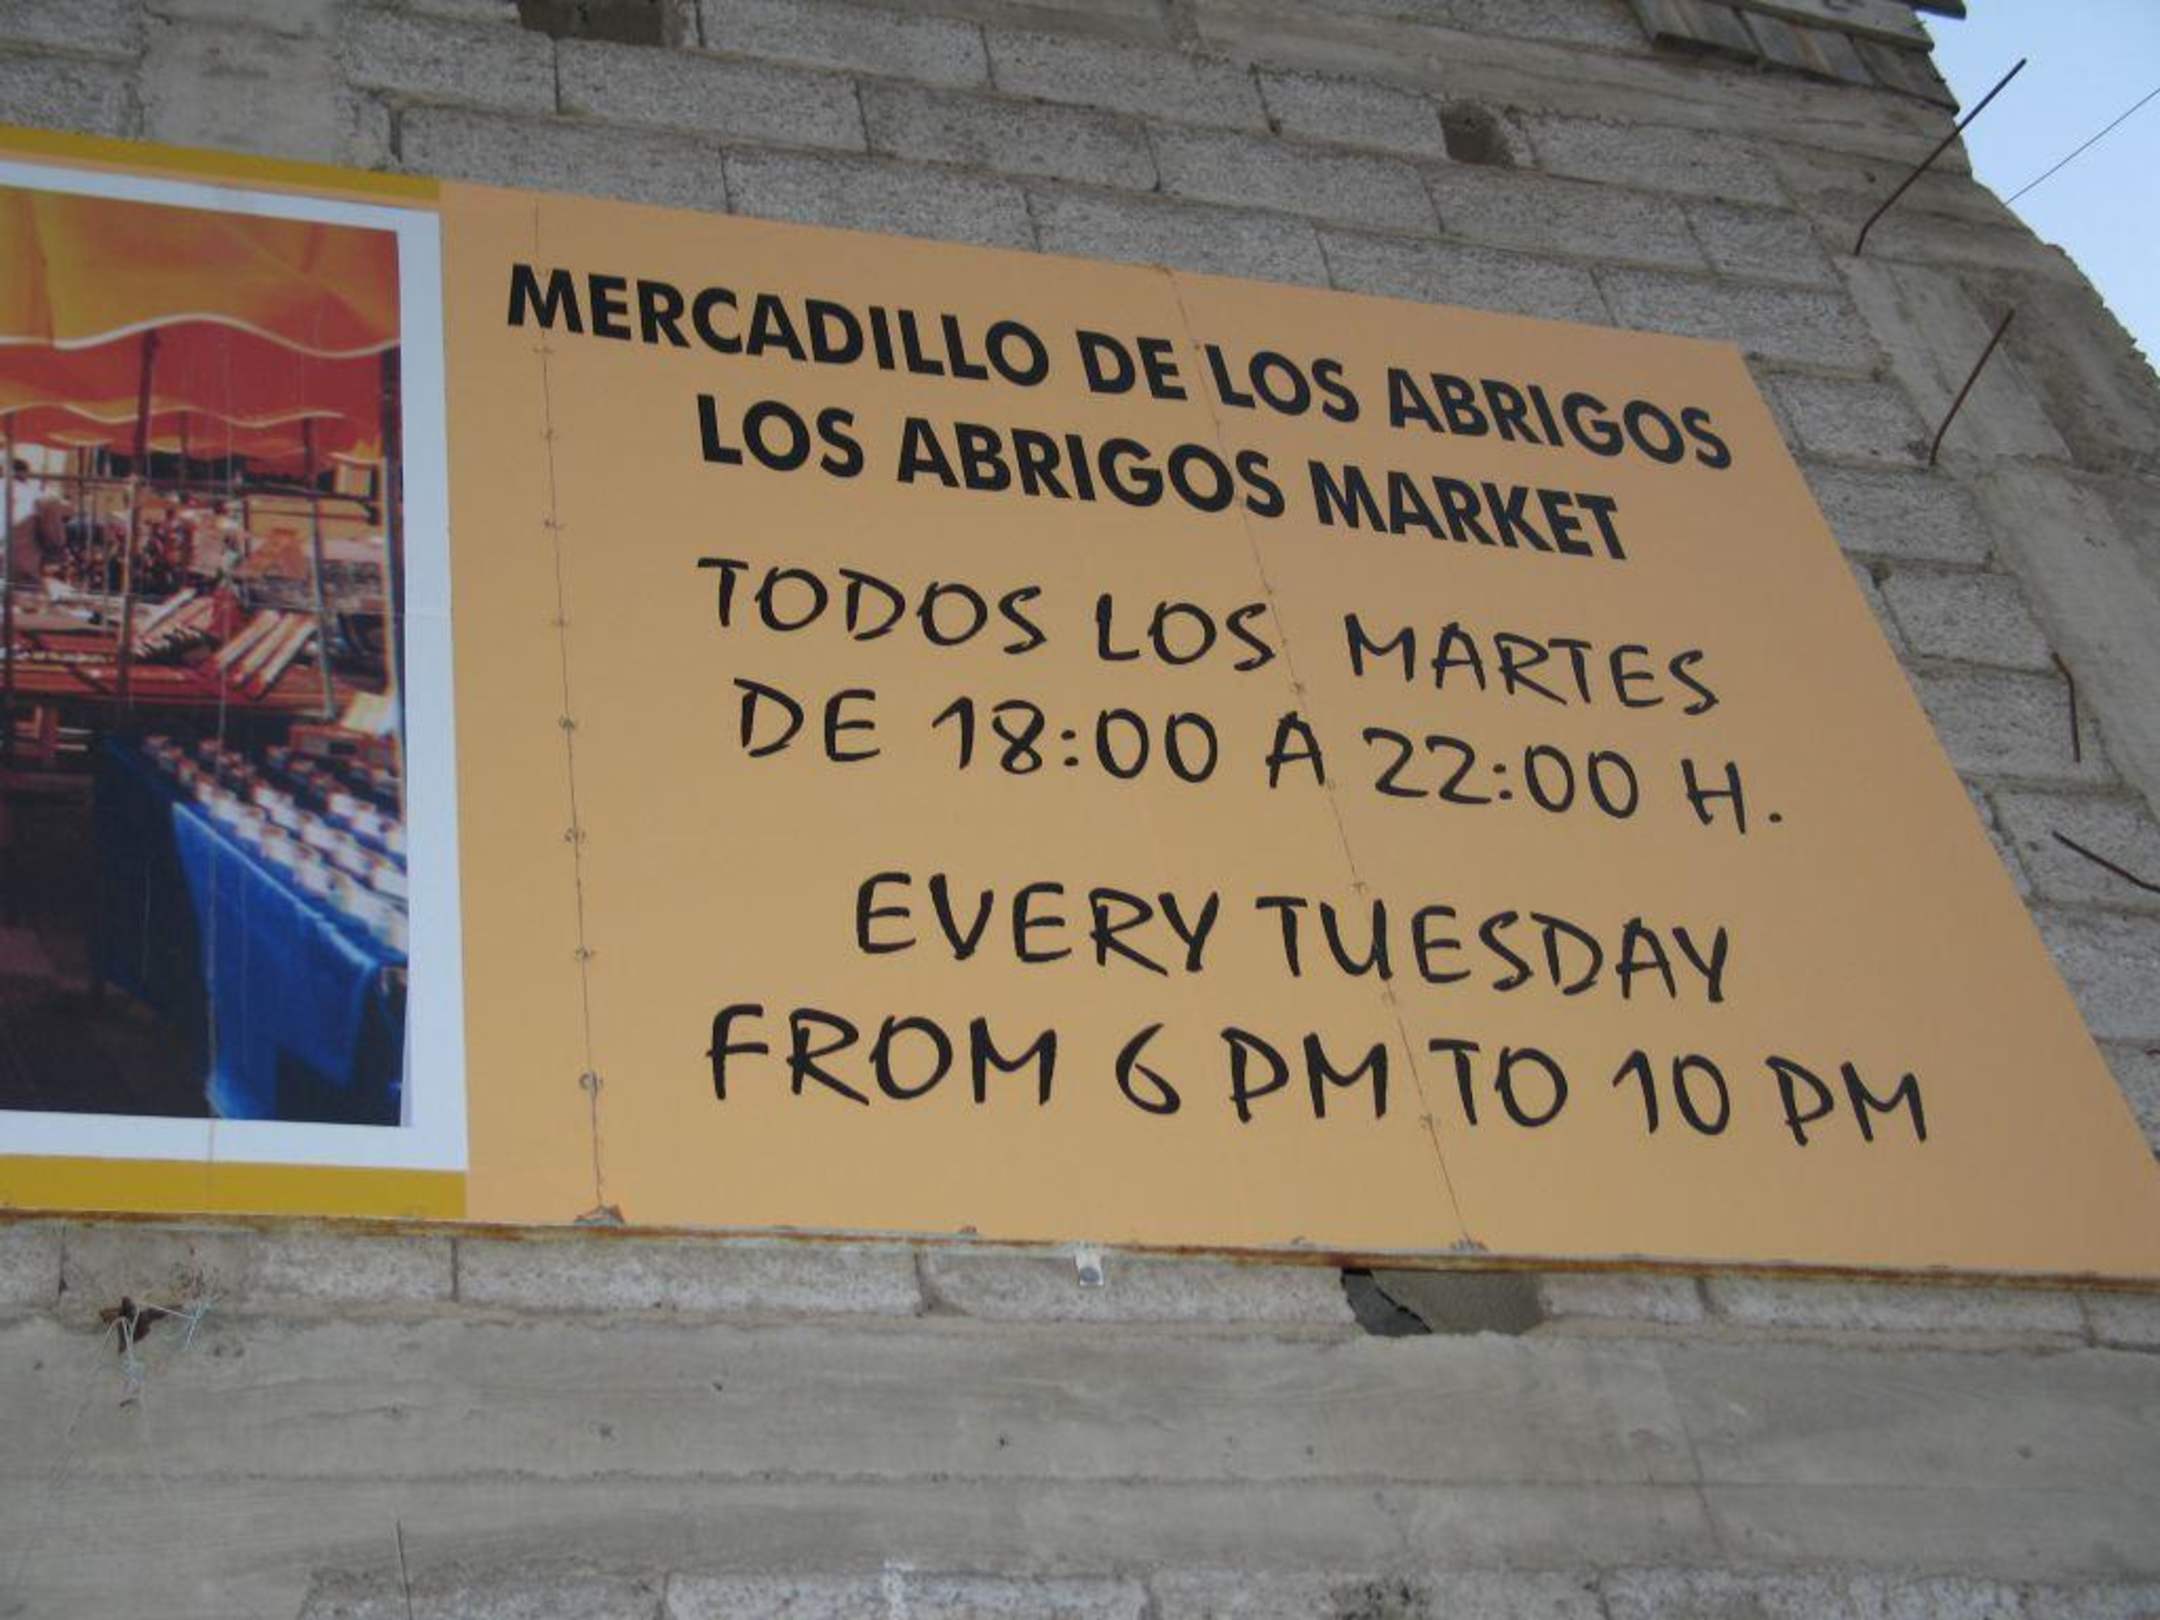 MERCADILLO DE LOS ABRIGOS
LOS ABRIGOS MARKET
TODOS LOS MARTES
DE 18:00 A 22:00 H.
EVERY TUESDAY
FROM 6 PM TO 10 PM